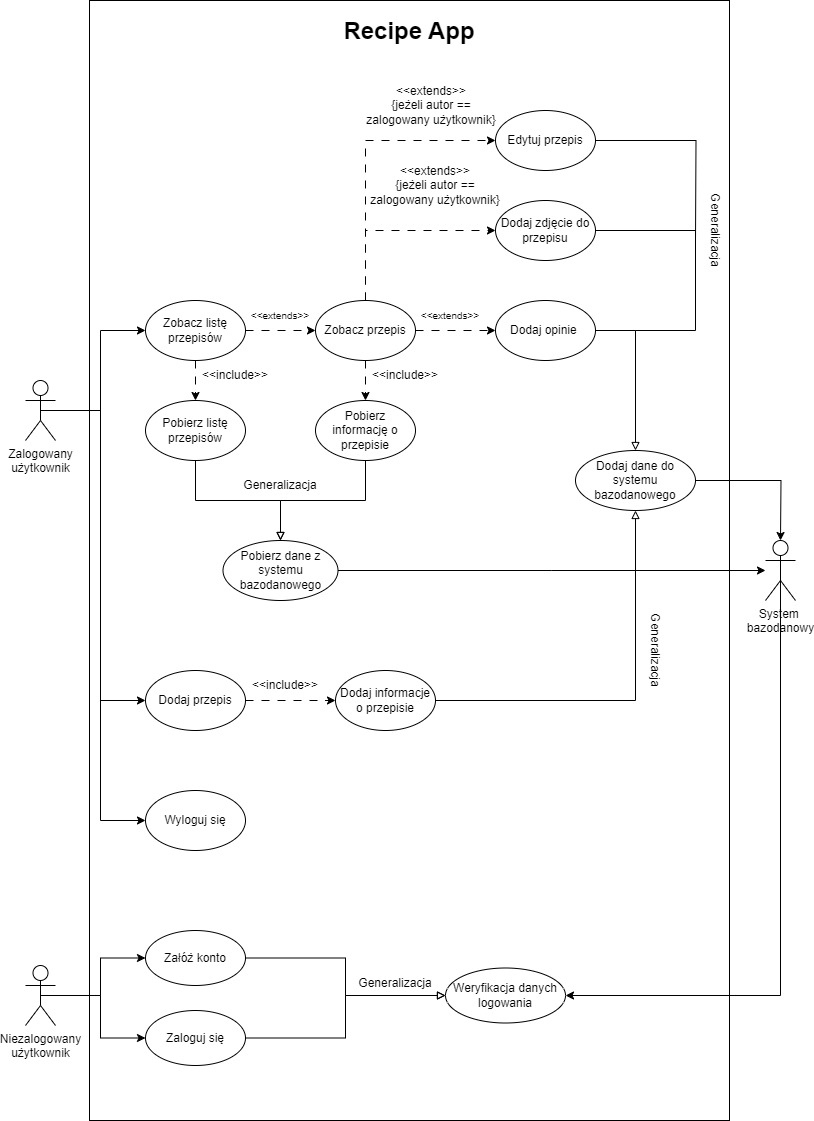 Recipe App
<<extends>>
{jeżeli autor ==
zalogowany użytkownik}
Edytuj przepis
<<extends>>
{jeżeli autor ==
zalogowany użytkownik}
Dodaj zdjęcie do
przepisu
Generalizacja
Zobacz listę
przepisów
<<extends>>
Zobacz przepis
<<extends>>
Dodaj opinie
<<include>>
<<include>>
Zalogowany
użytkownik
Pobierz listę
przepisów
Pobierz
informację o
przepisie
Generalizacja
Dodaj dane do
systemu
bazodanowego
Pobierz dane z
systemu
bazodanowego
System
bazodanowy
Generalizacja
Dodaj przepis
<<include>>
Dodaj informacje
o przepisie
Wyloguj się
Niezalogowany
użytkownik
Załóż konto
Zaloguj się
Generalizacja
Weryfikacja danych
logowania